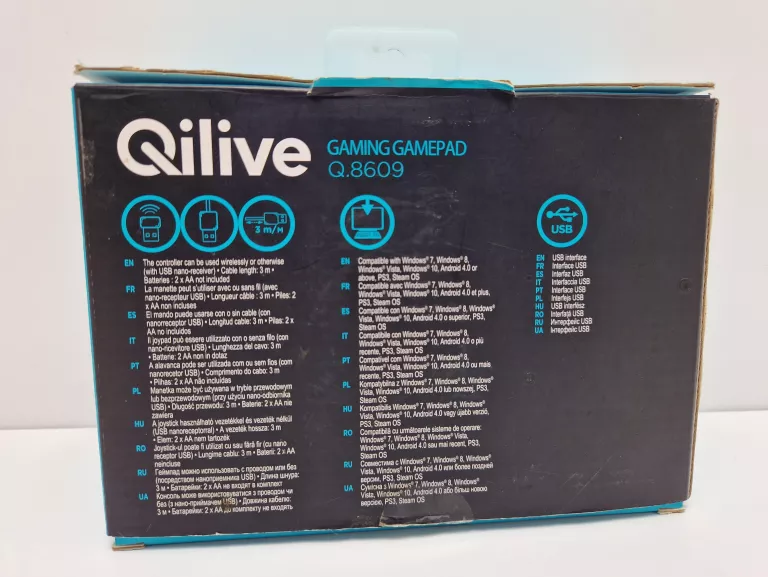 Qilive
GAMING GAMEPAD
Q.8609
3 m/м
USB
EN The controller can be used wirelessly or otherwise
(with USB nano-receiver) • Cable length: 3 m •
Batteries : 2 x AA not included
FR La manette peut s'utiliser avec ou sans fil (avec
nano-recepteur USB) • Longueur câble : 3 m • Piles: 2
x AA non incluses
ES El mando puede usarse con o sin cable (con
nanorreceptor USB) • Longitud cable: 3 m • Pilas: 2 x
AA no incluidos
IT Il joypad può essere utilizzato con o senza filo (con
nano-ricevitore USB) • Lunghezza del cavo: 3 m
• Batterie: 2 AA non in dotaz
PT A alavanca pode ser utilizada com ou sem fios (com
nanorreceptor USB) • Comprimento do cabo: 3 m
• Pilhas: 2 x AA não incluídas
PL Manetka może być używana w trybie przewodowym
lub bezprzewodowym (przy użyciu nano-odbiornika
USB) • Długość przewodu: 3 m • Baterie: 2 x AA nie
zawiera
HU A joystick használható vezetékkel és vezeték nélkül
(USB nanoreceptorral) • A vezeték hossza: 3 m
• Elem: 2 x AA nem tartozék
RO Joystick-ul poate fi utilizat cu sau fără fir (cu nano
receptor USB) • Lungime cablu: 3 m • Baterii: 2 x AA
neincluse
RU Геймпад можно использовать с проводом или без
(посредством наноприемника USB) • Длина шнура:
3 м • Батарейки: 2 x AA не входят в комплект
UA Консоль може використовуватися з проводом чи
без (з нано-приймачем USB) • Довжина кабелю:
3 м • Батарейки: 2 x AA до комплекту не входять
EN Compatible with Windows® 7, Windows® 8,
Windows® Vista, Windows® 10, Android 4.0 or
above, PS3, Steam OS
FR Compatible avec Windows® 7, Windows® 8,
Windows® Vista, Windows® 10, Android 4.0 et plus,
PS3, Steam OS
ES Compatible con Windows® 7, Windows® 8, Windows®
Vista, Windows® 10, Android 4.0 o superior, PS3,
Steam OS
IT Compatibile con Windows® 7, Windows® 8,
Windows® Vista, Windows® 10, Android 4.0 o più
recente, PS3, Steam OS
PT Compatível com Windows® 7, Windows® 8,
Windows® Vista, Windows® 10, Android 4.0 ou mais
recente, PS3, Steam OS
PL Kompatybilna z Windows® 7, Windows® 8, Windows®
Vista, Windows® 10, Android 4.0 lub nowszej, PS3,
Steam OS
HU Kompatibilis Windows® 7, Windows® 8, Windows®
Vista, Windows® 10, Android 4.0 vagy újabb verzió,
PS3, Steam OS
RO Compatibilă cu următoarele sisteme de operare:
Windows® 7, Windows® 8, Windows® Vista,
Windows® 10, Android 4.0 sau mai recent, PS3,
Steam OS
RU Совместима с Windows® 7, Windows® 8, Windows®
Vista, Windows® 10, Android 4.0 или более поздней
версии, PS3, Steam OS
UA Сумісна з Windows® 7, Windows® 8, Windows®
Vista, Windows® 10, Android 4.0 або більш новою
версією, PS3, Steam OS
EN USB interface
FR Interface USB
ES Interfaz USB
IT Interfaccia USB
PT Interface USB
PL Interfejs USB
HU USB interfész
RO Interfață USB
RU Интерфейс USB
UA Інтерфейс USB